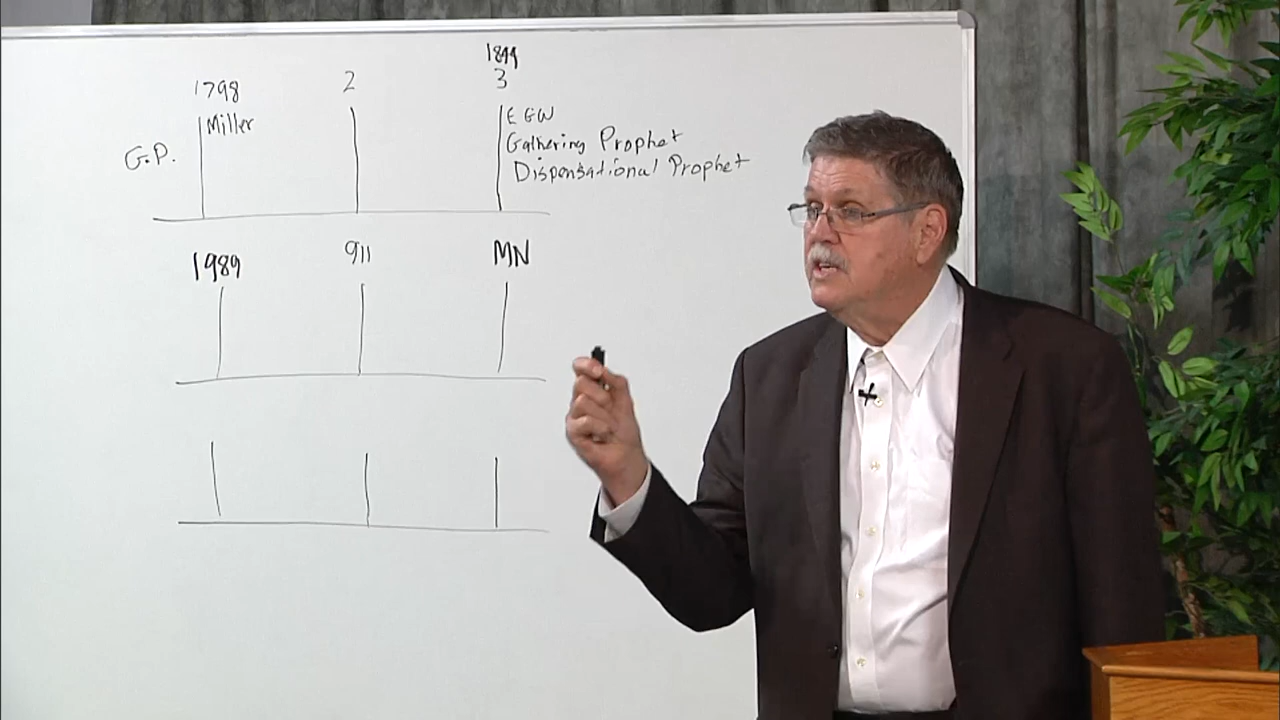 1844
1798 2 3
Miller EGW
G.P. Gathering Prophet
Dispensational Prophet
1989 911 MN